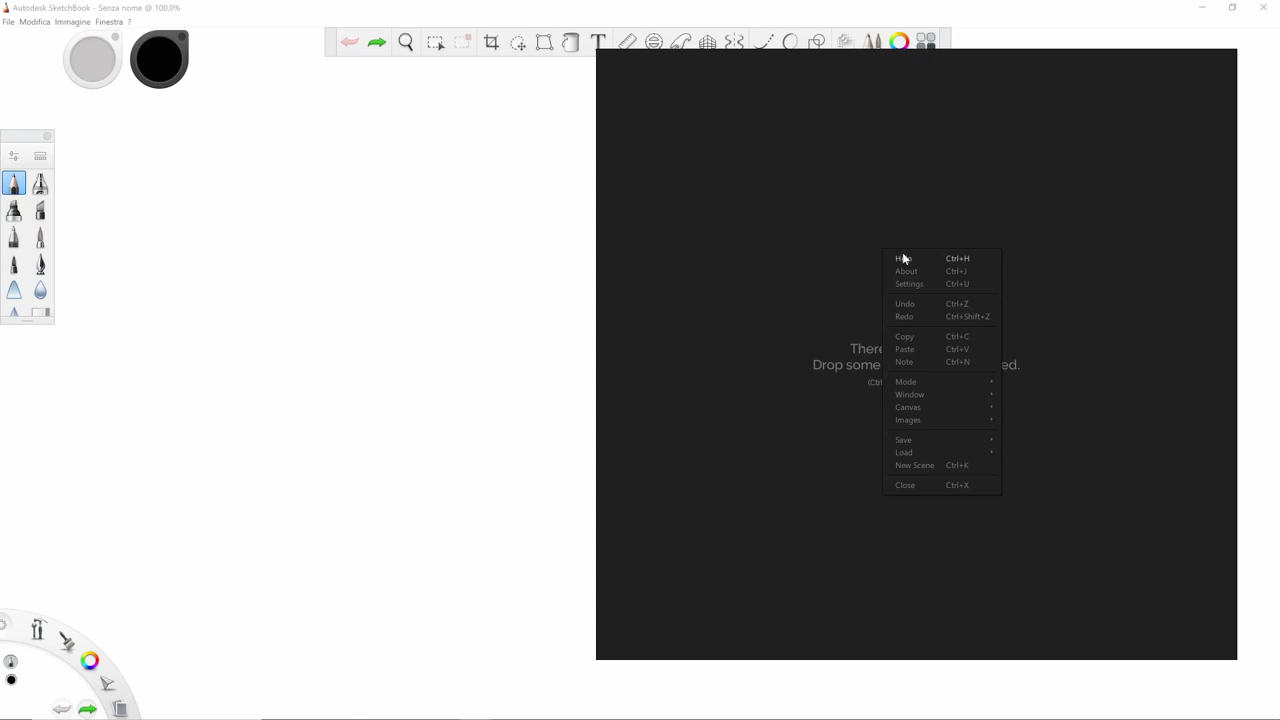 Autodesk SketchBook - Senza nome @ 100,0%
File Modifica Immagine Finestra ?
Ctrl+H
About Ctrl+J
Settings Ctrl+U
Undo Ctrl+Z
Redo Ctrl+Shift+Z
Copy Ctrl+C
There
Paste Ctrl+V
Drop some
Note Ctrl+N
(Ctrl
Mode
Window
Canvas
Images
Save
Load
New Scene Ctrl+K
Close Ctrl+X